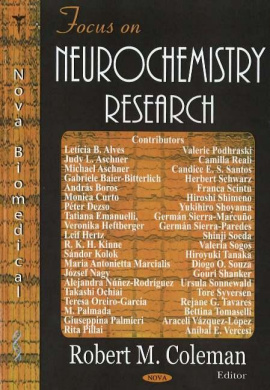 Focus on
NEUROCHEMISTRY
RESEARCH
Nova Biomedical
Contributors
Letícia B. Alves
Judy L. Aschner
Michael Aschner
Gabriele Baier-Bitterlich
András Boros
Monica Curto
Péter Dezso
Tatiana Emanuelli,
Veronika Heftberger
Leif Hertz
R. K. H. Kinne
Sándor Kolok
Maria Antonietta Marcialis
Jozsef Nagy
Alejandra Núñez-Rodríguez
Takashi Ochiai
Teresa Oreiro-García
M. Palmada
Giuseppina Palmieri
Rita Pillai
Valerie Podhraski
Camilla Reali
Candice E. S. Santos
Herbert Schwarz
Franca Scintu
Hiroshi Shimeno
Yukihiro Shoyama
Germán Sierra-Marcuño
Germán Sierra-Paredes
Shinji Soeda
Valeria Sogos
Hiroyuki Tanaka
Diogo O. Souza
Gouri Shanker
Ursula Sonnewald
Tore Syversen
Rejane G. Tavares
Bettina Tomaselli
Araceli Vázquez-López
Aníbal E. Vercesi
Robert M. Coleman
NOVA
Editor